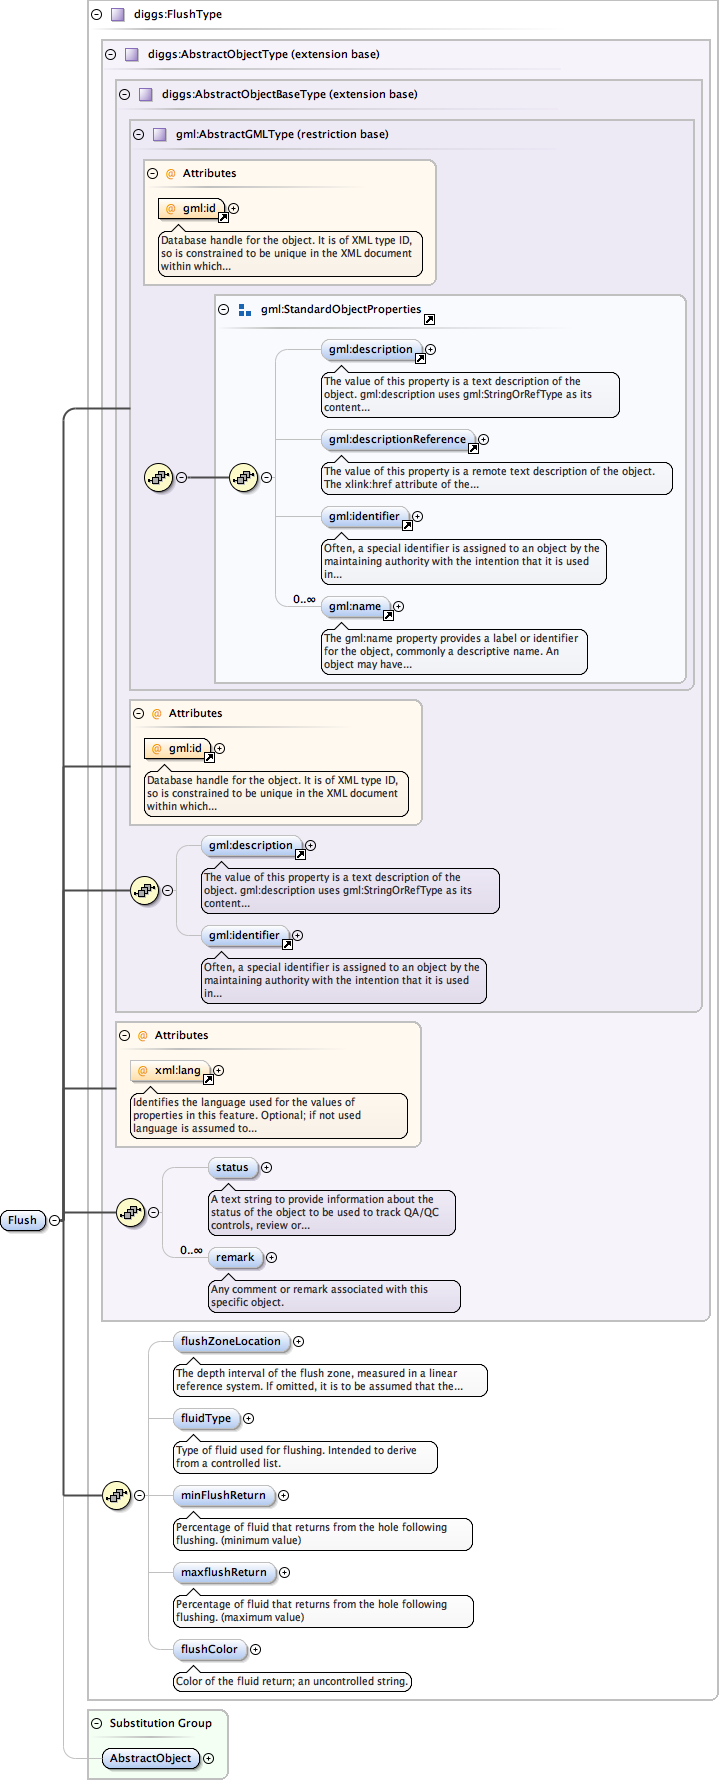 diggs:FlushType
diggs:AbstractObjectType (extension base)
diggs:AbstractObjectBaseType (extension base)
gml:AbstractGMLType (restriction base)
@ Attributes
@ gml:id
Database handle for the object. It is of XML type ID,
so is constrained to be unique in the XML document
within which...
gml:StandardObjectProperties
gml:description
The value of this property is a text description of the
object. gml:description uses gml:StringOrRefType as its
content...
gml:descriptionReference
The value of this property is a remote text description of the object.
The xlink:href attribute of the...
gml:identifier
Often, a special identifier is assigned to an object by the
maintaining authority with the intention that it is used
in...
0..∞
gml:name
The gml:name property provides a label or identifier
for the object, commonly a descriptive name. An
object may have...
@ Attributes
@ gml:id
Database handle for the object. It is of XML type ID,
so is constrained to be unique in the XML document
within which...
gml:description
The value of this property is a text description of the
object. gml:description uses gml:StringOrRefType as its
content...
gml:identifier
Often, a special identifier is assigned to an object by the
maintaining authority with the intention that it is used
in...
@ Attributes
@ xml:lang
Identifies the language used for the values of
properties in this feature. Optional; if not used
language is assumed to...
status
A text string to provide information about the
status of the object to be used to track QA/QC
controls, review or...
Flush
0..∞
remark
Any comment or remark associated with this
specific object.
flushZoneLocation
The depth interval of the flush zone, measured in a linear
reference system. If omitted, it is to be assumed that the...
fluidType
Type of fluid used for flushing. Intended to derive
from a controlled list.
minFlushReturn
Percentage of fluid that returns from the hole following
flushing. (minimum value)
maxflushReturn
Percentage of fluid that returns from the hole following
flushing. (maximum value)
flushColor
Color of the fluid return; an uncontrolled string.
Substitution Group
AbstractObject